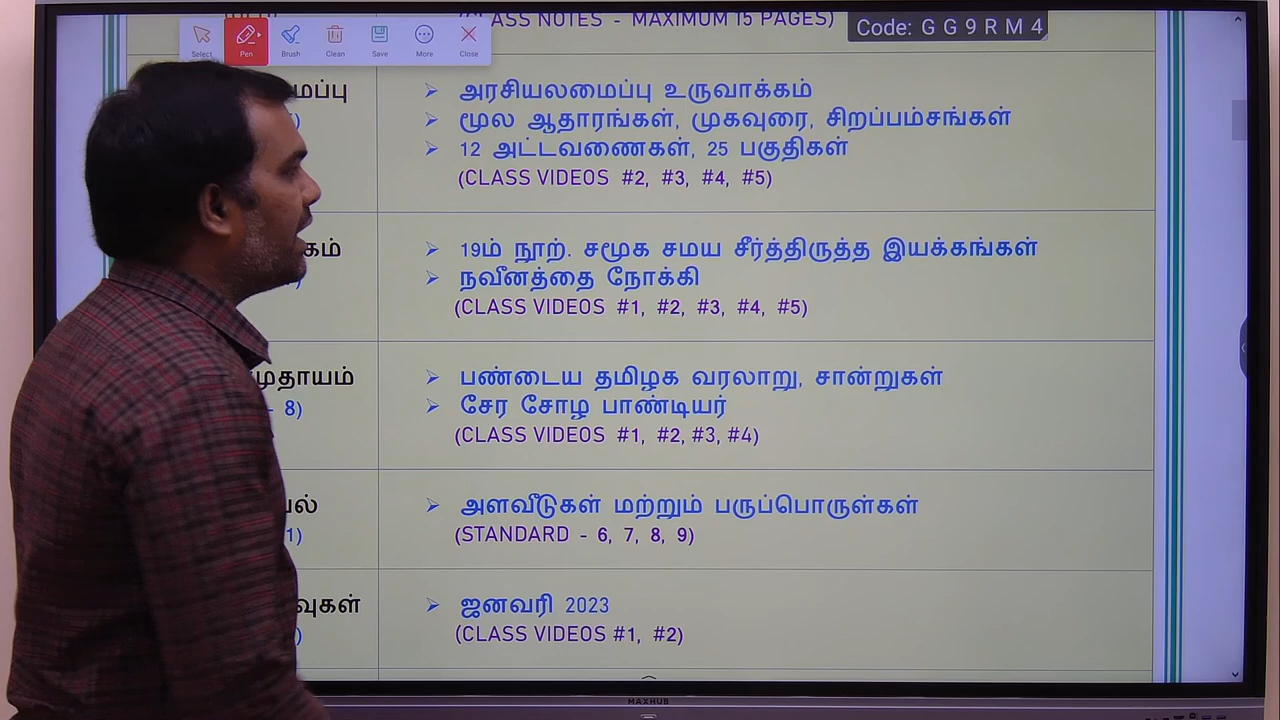 (CLASS NOTES - MAXIMUM 15 PAGES)
Code: G G 9 R M 4
Select Pen Brush Clean Save More Close
மைப்பு
➢ அரசியலமைப்பு உருவாக்கம்
➢ மூல ஆதாரங்கள், முகவுரை, சிறப்பம்சங்கள்
➢ 12 அட்டவணைகள், 25 பகுதிகள்
(CLASS VIDEOS #2, #3, #4, #5)
கம்
➢ 19ம் நூற். சமூக சமய சீர்த்திருத்த இயக்கங்கள்
➢ நவீனத்தை நோக்கி
(CLASS VIDEOS #1, #2, #3, #4, #5)
முதாயம்
- 8)
➢ பண்டைய தமிழக வரலாறு, சான்றுகள்
➢ சேர சோழ பாண்டியர்
(CLASS VIDEOS #1, #2, #3, #4)
ல்
1)
➢ அளவீடுகள் மற்றும் பருப்பொருள்கள்
(STANDARD - 6, 7, 8, 9)
வுகள்
)
➢ ஜனவரி 2023
(CLASS VIDEOS #1, #2)
MAXHUB